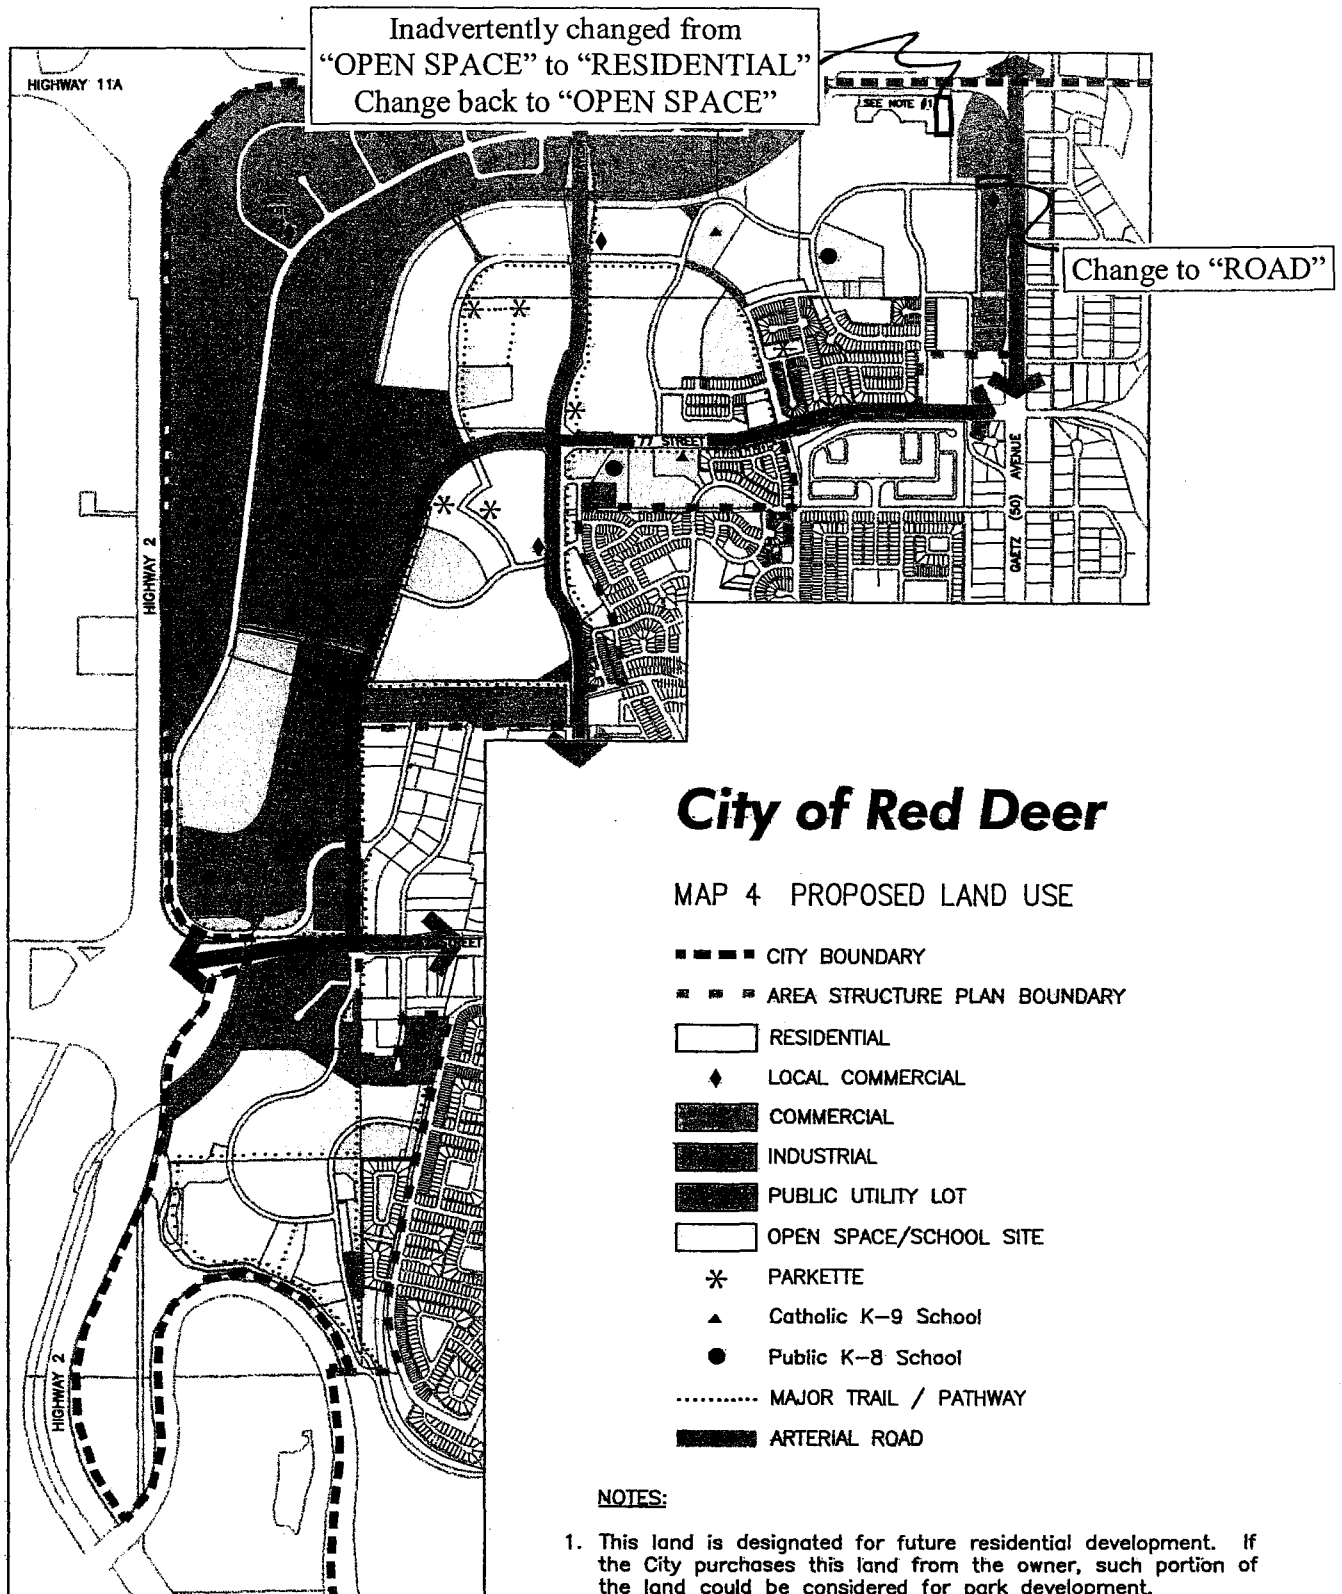 Inadvertently changed from
“OPEN SPACE” to “RESIDENTIAL”
Change back to “OPEN SPACE”
HIGHWAY 11A
SEE NOTE #1
Change to “ROAD”
77 STREET
GAETZ (50) AVENUE
HIGHWAY 2
STREET
HIGHWAY 2
City of Red Deer
MAP 4 PROPOSED LAND USE
CITY BOUNDARY
AREA STRUCTURE PLAN BOUNDARY
RESIDENTIAL
LOCAL COMMERCIAL
COMMERCIAL
INDUSTRIAL
PUBLIC UTILITY LOT
OPEN SPACE/SCHOOL SITE
PARKETTE
Catholic K-9 School
Public K-8 School
MAJOR TRAIL / PATHWAY
ARTERIAL ROAD
NOTES:
1. This land is designated for future residential development. If
the City purchases this land from the owner, such portion of
the land could be considered for park development.